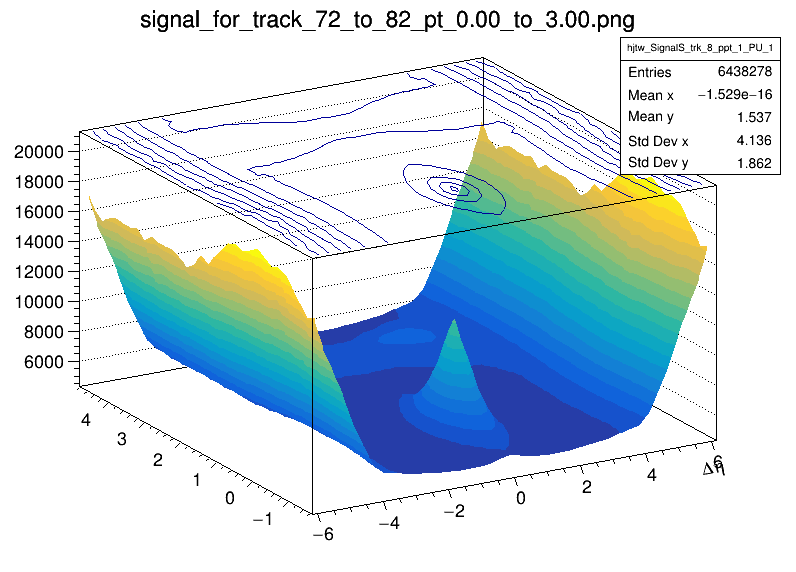 signal_for_track_72_to_82_pt_0.00_to_3.00.png
hjtw_SignalS_trk_8_ppt_1_PU_1
Entries 6438278
Mean x −1.529e−16
Mean y 1.537
Std Dev x 4.136
Std Dev y 1.862
20000
18000
16000
14000
12000
10000
8000
6000
4
3
2
1
0
−1
−6
−4
−2
0
2
4
6
Δη